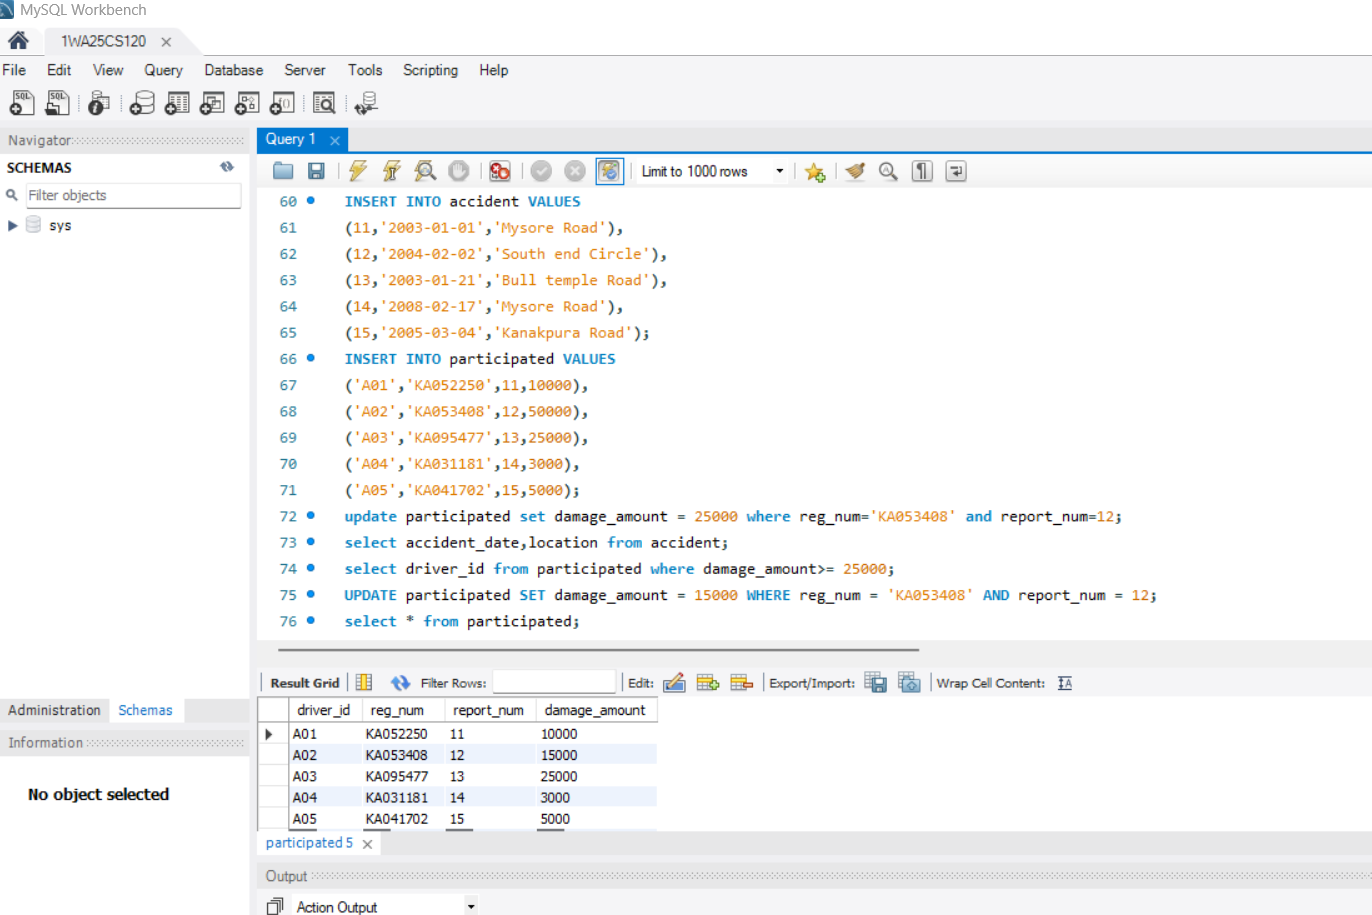 MySQL Workbench
1WA25CS120
File Edit View Query Database Server Tools Scripting Help
Navigator
SCHEMAS
Filter objects
sys
Administration Schemas
Information
No object selected
Query 1
Limit to 1000 rows
60 INSERT INTO accident VALUES
61 (11,'2003-01-01','Mysore Road'),
62 (12,'2004-02-02','South end Circle'),
63 (13,'2003-01-21','Bull temple Road'),
64 (14,'2008-02-17','Mysore Road'),
65 (15,'2005-03-04','Kanakpura Road');
66 INSERT INTO participated VALUES
67 ('A01','KA052250',11,10000),
68 ('A02','KA053408',12,50000),
69 ('A03','KA095477',13,25000),
70 ('A04','KA031181',14,3000),
71 ('A05','KA041702',15,5000);
72 update participated set damage_amount = 25000 where reg_num='KA053408' and report_num=12;
73 select accident_date,location from accident;
74 select driver_id from participated where damage_amount>= 25000;
75 UPDATE participated SET damage_amount = 15000 WHERE reg_num = 'KA053408' AND report_num = 12;
76 select * from participated;
Result Grid Filter Rows: Edit: Export/Import: Wrap Cell Content:
driver_id reg_num report_num damage_amount
A01 KA052250 11 10000
A02 KA053408 12 15000
A03 KA095477 13 25000
A04 KA031181 14 3000
A05 KA041702 15 5000
participated 5
Output
Action Output